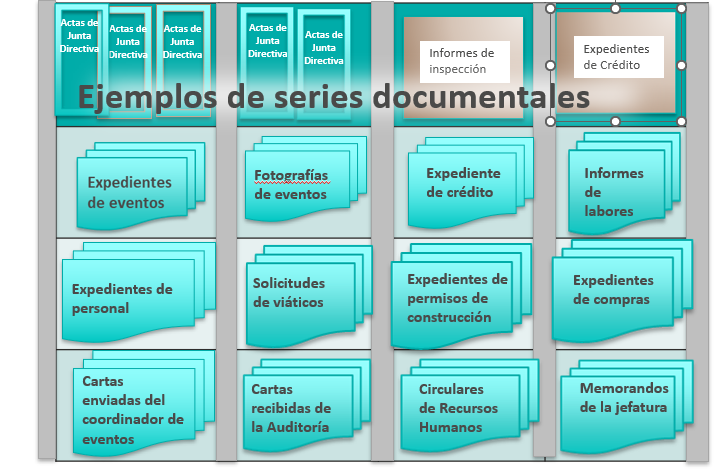 Actas de
Junta
Directiva
Actas de
Junta
Directiva
Actas de
Junta
Directiva
Actas de
Junta
Directiva
Actas de
Junta
Directiva
Informes de
inspección
Expedientes
de Crédito
Ejemplos de series documentales
Expedientes
de eventos
Fotografías
de eventos
Expediente
de crédito
Informes
de
labores
Expedientes de
personal
Solicitudes
de viáticos
Expedientes de
permisos de
construcción
Expedientes
de compras
Cartas
enviadas del
coordinador de
eventos
Cartas
recibidas de
la Auditoría
Circulares
de Recursos
Humanos
Memorandos
de la jefatura